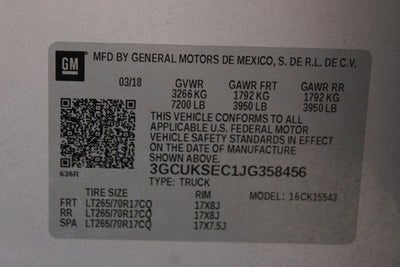 GM
MFD BY GENERAL MOTORS DE MEXICO, S. DE R.L. DE C.V.
03/18 GVWR GAWR FRT GAWR RR
3266 KG 1792 KG 1792 KG
7200 LB 3950 LB 3950 LB
THIS VEHICLE CONFORMS TO ALL
APPLICABLE U.S. FEDERAL MOTOR
VEHICLE SAFETY STANDARDS IN EFFECT
ON THE DATE OF MANUFACTURE SHOWN ABOVE.
3GCUKSEC1JG358456
636R TYPE: TRUCK
TIRE SIZE RIM MODEL: 16CK15543
FRT LT265/70R17CQ 17X8J
RR LT265/70R17CQ 17X8J
SPA LT265/70R17CQ 17X7.5J